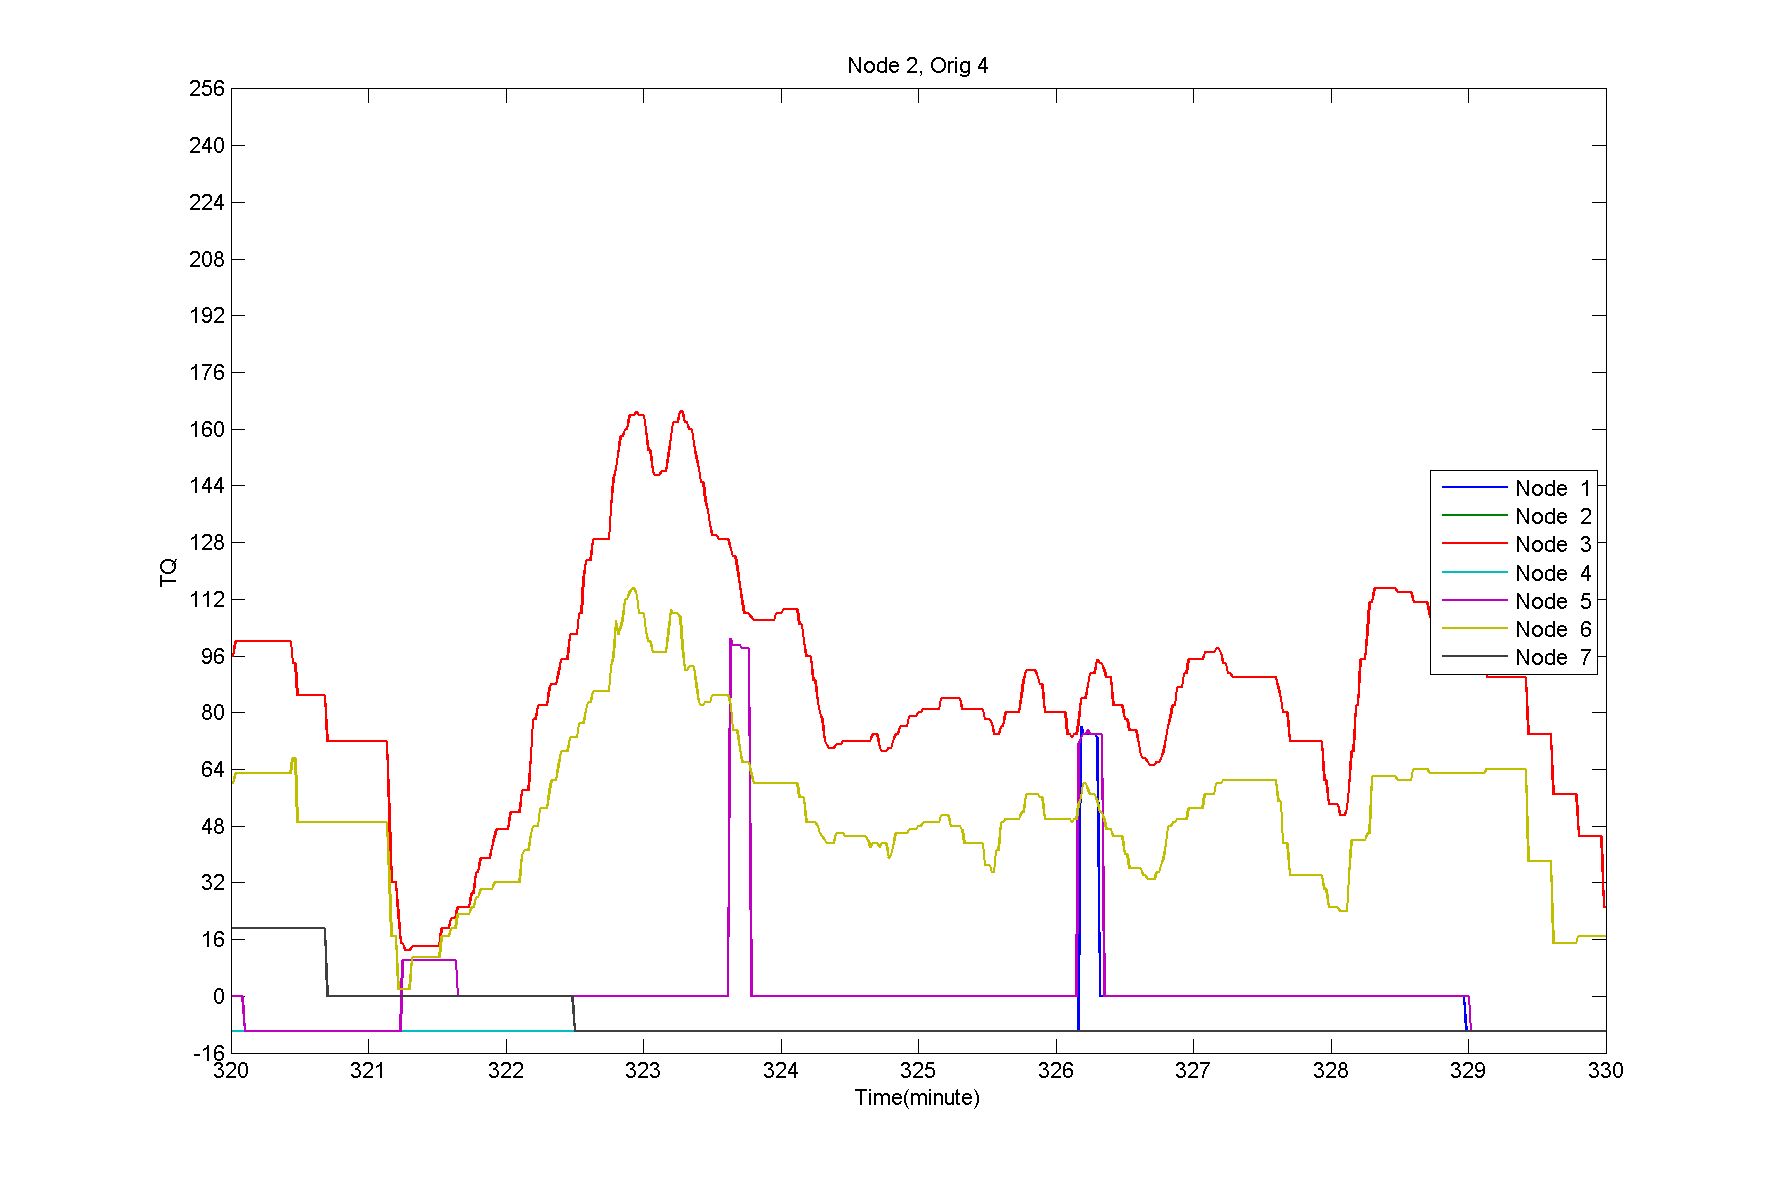 Node 2, Orig 4
256
240
224
208
192
176
160
144
128
112
96
80
64
48
32
16
0
-16
TQ
Node 1
Node 2
Node 3
Node 4
Node 5
Node 6
Node 7
320 321 322 323 324 325 326 327 328 329 330
Time(minute)